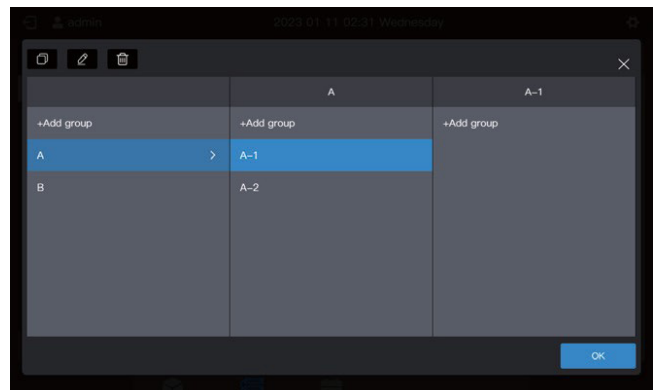 admin 2023 01 11 02:31 Wednesday
A A-1
+Add group +Add group +Add group
A A-1
B A-2
OK